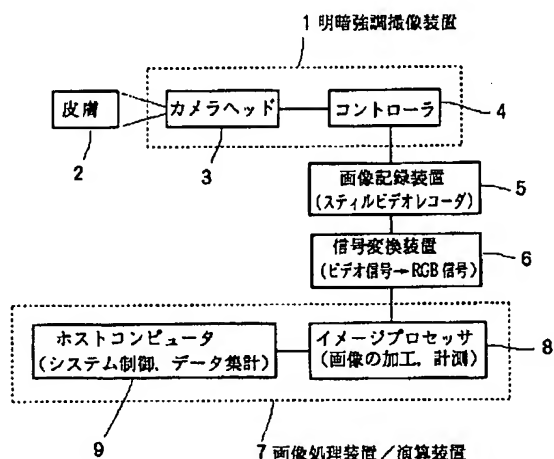 1 明暗強調撮像装置
皮膚
カメラヘッド
コントローラ
4
2
3
画像記録装置
(スティルビデオレコーダ)
5
信号変換装置
(ビデオ信号→RGB信号)
6
ホストコンピュータ
(システム制御、データ集計)
イメージプロセッサ
(画像の加工、計測)
8
9
7 画像処理装置/演算装置